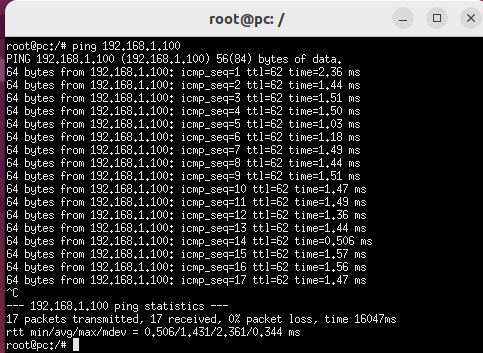 root@pc: /
root@pc:/# ping 192.168.1.100
PING 192.168.1.100 (192.168.1.100) 56(84) bytes of data.
64 bytes from 192.168.1.100: icmp_seq=1 ttl=62 time=2.36 ms
64 bytes from 192.168.1.100: icmp_seq=2 ttl=62 time=1.44 ms
64 bytes from 192.168.1.100: icmp_seq=3 ttl=62 time=1.51 ms
64 bytes from 192.168.1.100: icmp_seq=4 ttl=62 time=1.50 ms
64 bytes from 192.168.1.100: icmp_seq=5 ttl=62 time=1.03 ms
64 bytes from 192.168.1.100: icmp_seq=6 ttl=62 time=1.18 ms
64 bytes from 192.168.1.100: icmp_seq=7 ttl=62 time=1.49 ms
64 bytes from 192.168.1.100: icmp_seq=8 ttl=62 time=1.44 ms
64 bytes from 192.168.1.100: icmp_seq=9 ttl=62 time=1.51 ms
64 bytes from 192.168.1.100: icmp_seq=10 ttl=62 time=1.47 ms
64 bytes from 192.168.1.100: icmp_seq=11 ttl=62 time=1.49 ms
64 bytes from 192.168.1.100: icmp_seq=12 ttl=62 time=1.36 ms
64 bytes from 192.168.1.100: icmp_seq=13 ttl=62 time=1.44 ms
64 bytes from 192.168.1.100: icmp_seq=14 ttl=62 time=0.506 ms
64 bytes from 192.168.1.100: icmp_seq=15 ttl=62 time=1.57 ms
64 bytes from 192.168.1.100: icmp_seq=16 ttl=62 time=1.56 ms
64 bytes from 192.168.1.100: icmp_seq=17 ttl=62 time=1.47 ms
^C
--- 192.168.1.100 ping statistics ---
17 packets transmitted, 17 received, 0% packet loss, time 16047ms
rtt min/avg/max/mdev = 0.506/1.431/2.361/0.344 ms
root@pc:/#